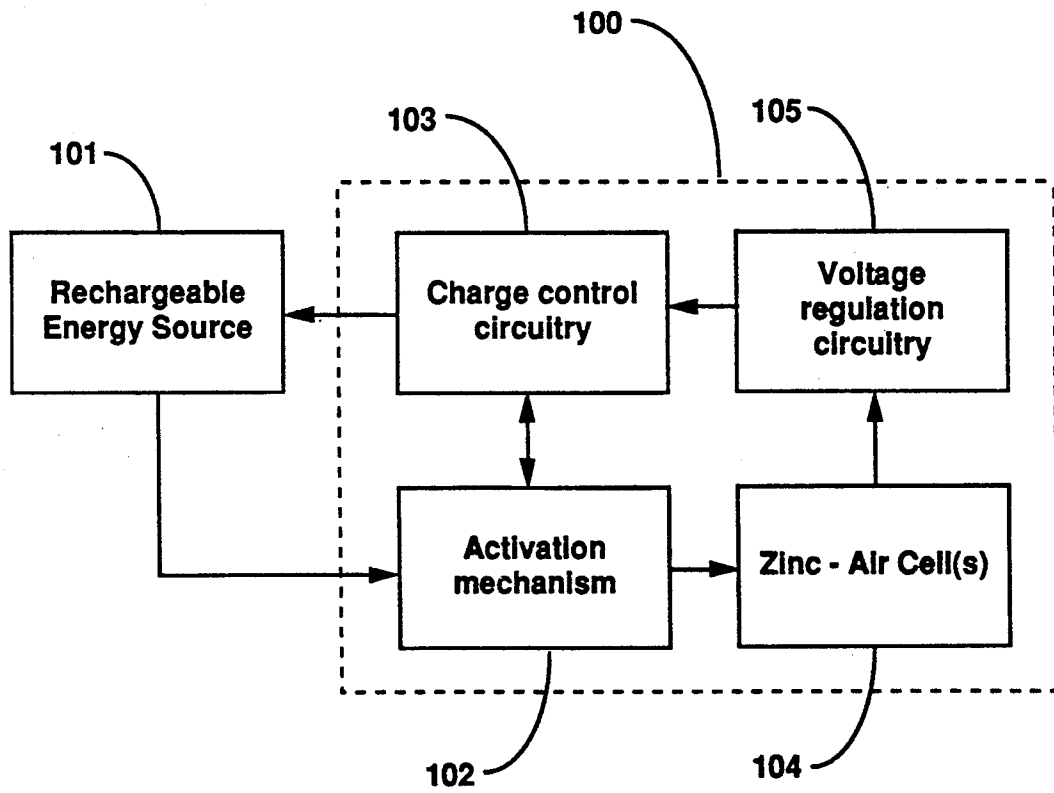 100
103
105
101
Rechargeable
Energy Source
Charge control
circuitry
Voltage
regulation
circuitry
Activation
mechanism
Zinc - Air Cell(s)
102
104